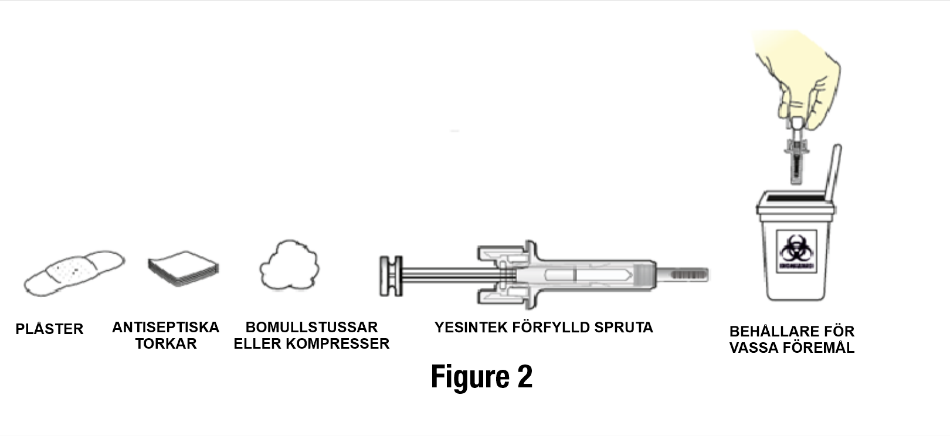 PLÅSTER
ANTISEPTISKA
TORKAR
BOMULLSTUSSAR
ELLER KOMPRESSER
YESINTEK FÖRFYLLD SPRUTA
BEHÅLLARE FÖR
VASSA FÖREMÅL
Figure 2